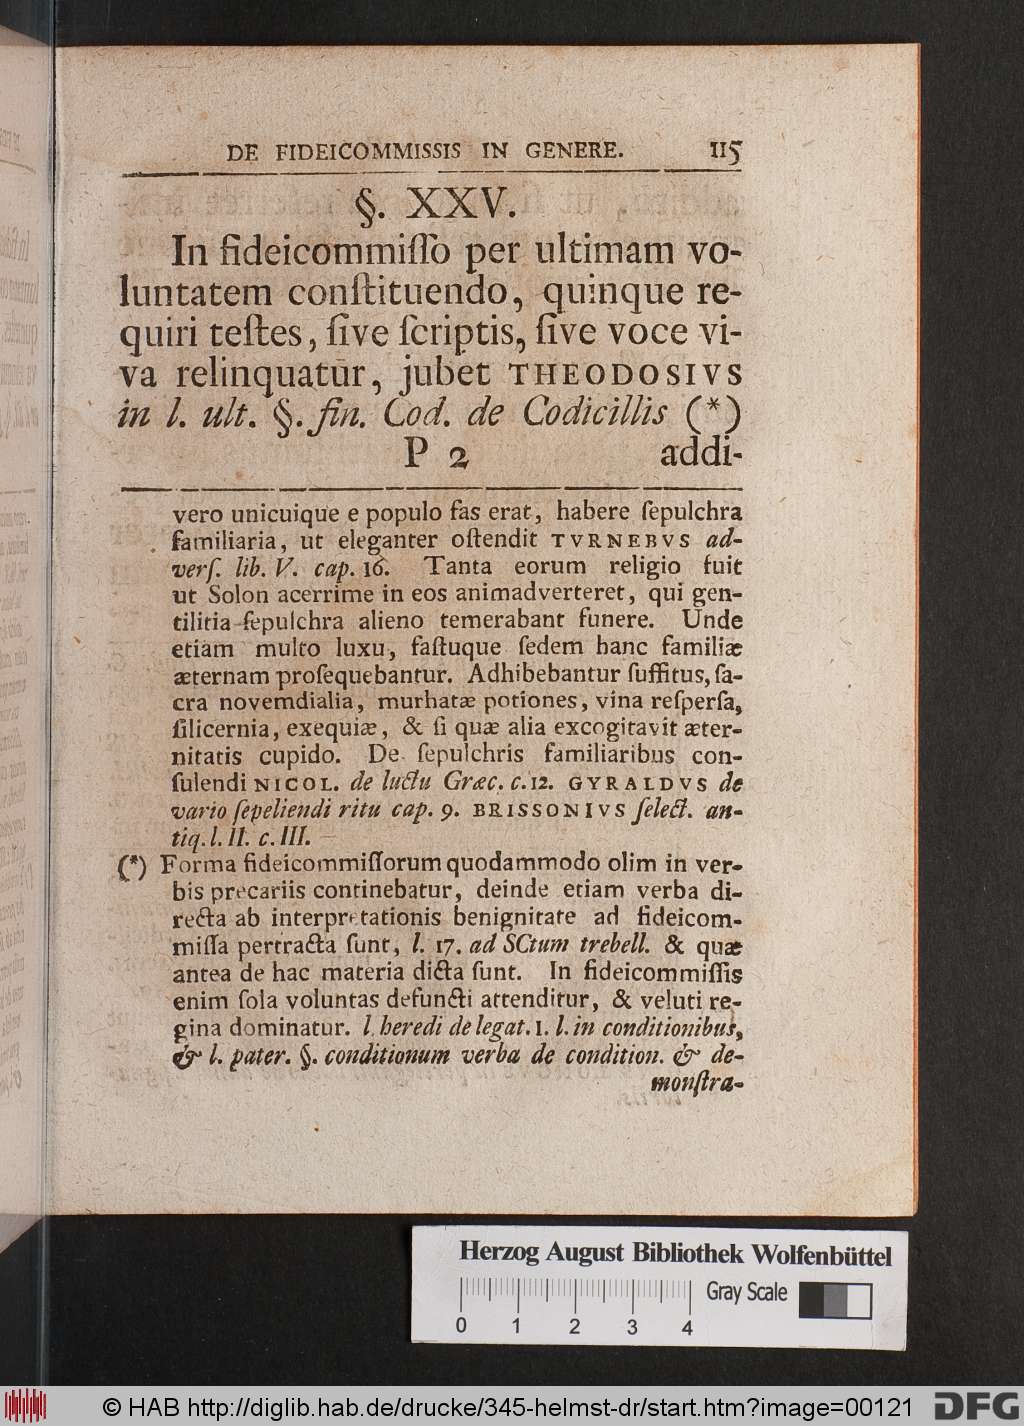 DE FIDEICOMMISSIS IN GENERE. 115
§. XXV.
In fideicommiſſo per ultimam vo-
luntatem conſtituendo, quinque re-
quiri teſtes, ſive ſcriptis, ſive voce vi-
va relinquatur, jubet THEODOSIVS
in l. ult. §. fin. Cod. de Codicillis (*)
P 2 addi-
vero unicuique e populo fas erat, habere ſepulchra
familiaria, ut eleganter oſtendit TVRNEBVS ad-
verſ. lib. V. cap. 16. Tanta eorum religio fuit
ut Solon acerrime in eos animadverteret, qui gen-
tilitia ſepulchra alieno temerabant funere. Unde
etiam multo luxu, faſtuque ſedem hanc familiæ
æternam proſequebantur. Adhibebantur ſuffitus, ſa-
cra novemdialia, murhatæ potiones, vina reſperſa,
ſilicernia, exequiæ, & ſi quæ alia excogitavit æter-
nitatis cupido. De ſepulchris familiaribus con-
ſulendi NICOL. de luctu Græc. c. 12. GYRALDVS de
vario ſepeliendi ritu cap. 9. BRISSONIVS ſelect. an-
tiq. l. II. c. III.
(*) Forma fideicommiſſorum quodammodo olim in ver-
bis precariis continebatur, deinde etiam verba di-
recta ab interpretationis benignitate ad fideicom-
miſſa pertracta ſunt, l. 17. ad SCtum trebell. & quæ
antea de hac materia dicta ſunt. In fideicommiſſis
enim ſola voluntas defuncti attenditur, & veluti re-
gina dominatur. l. heredi de legat. 1. l. in conditionibus,
& l. pater. §. conditionum verba de condition. & de-
monſtra-
Herzog August Bibliothek Wolfenbüttel
Gray Scale
0 1 2 3 4
© HAB http://diglib.hab.de/drucke/345-helmst-dr/start.htm?image=00121
DFG